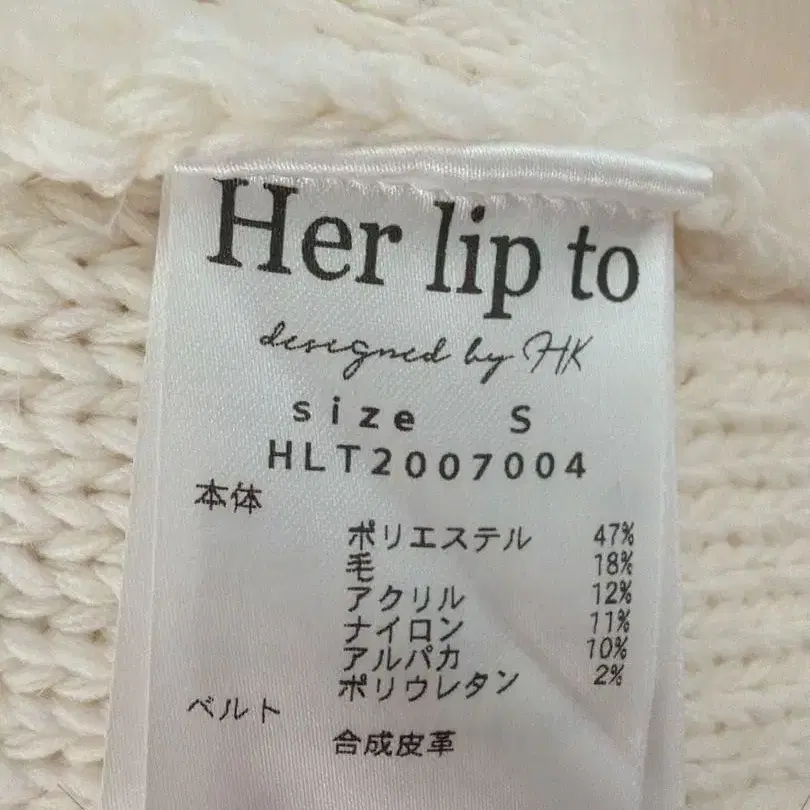 Her lip to
designed by HK
size S
HLT2007004
本体
ポリエステル 47%
毛 18%
アクリル 12%
ナイロン 11%
アルパカ 10%
ポリウレタン 2%
ベルト
合成皮革